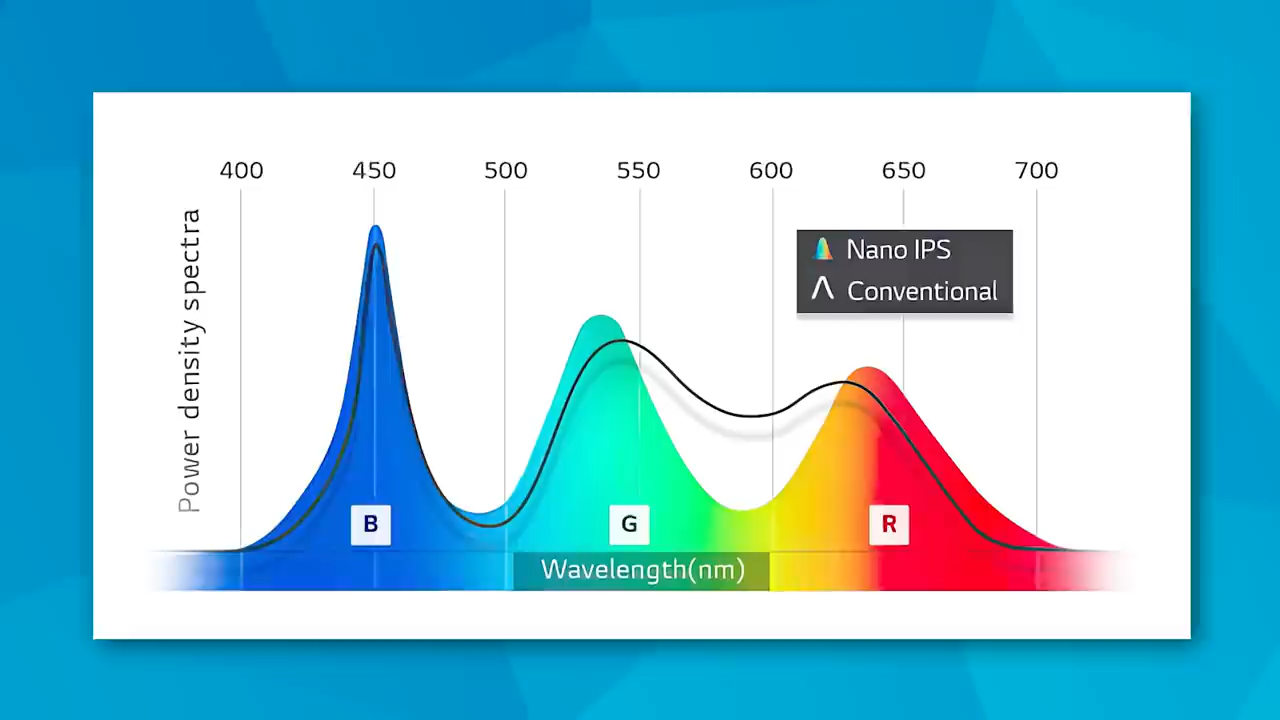 400 450 500 550 600 650 700
Power density spectra
Nano IPS
Conventional
B
G
R
Wavelength(nm)